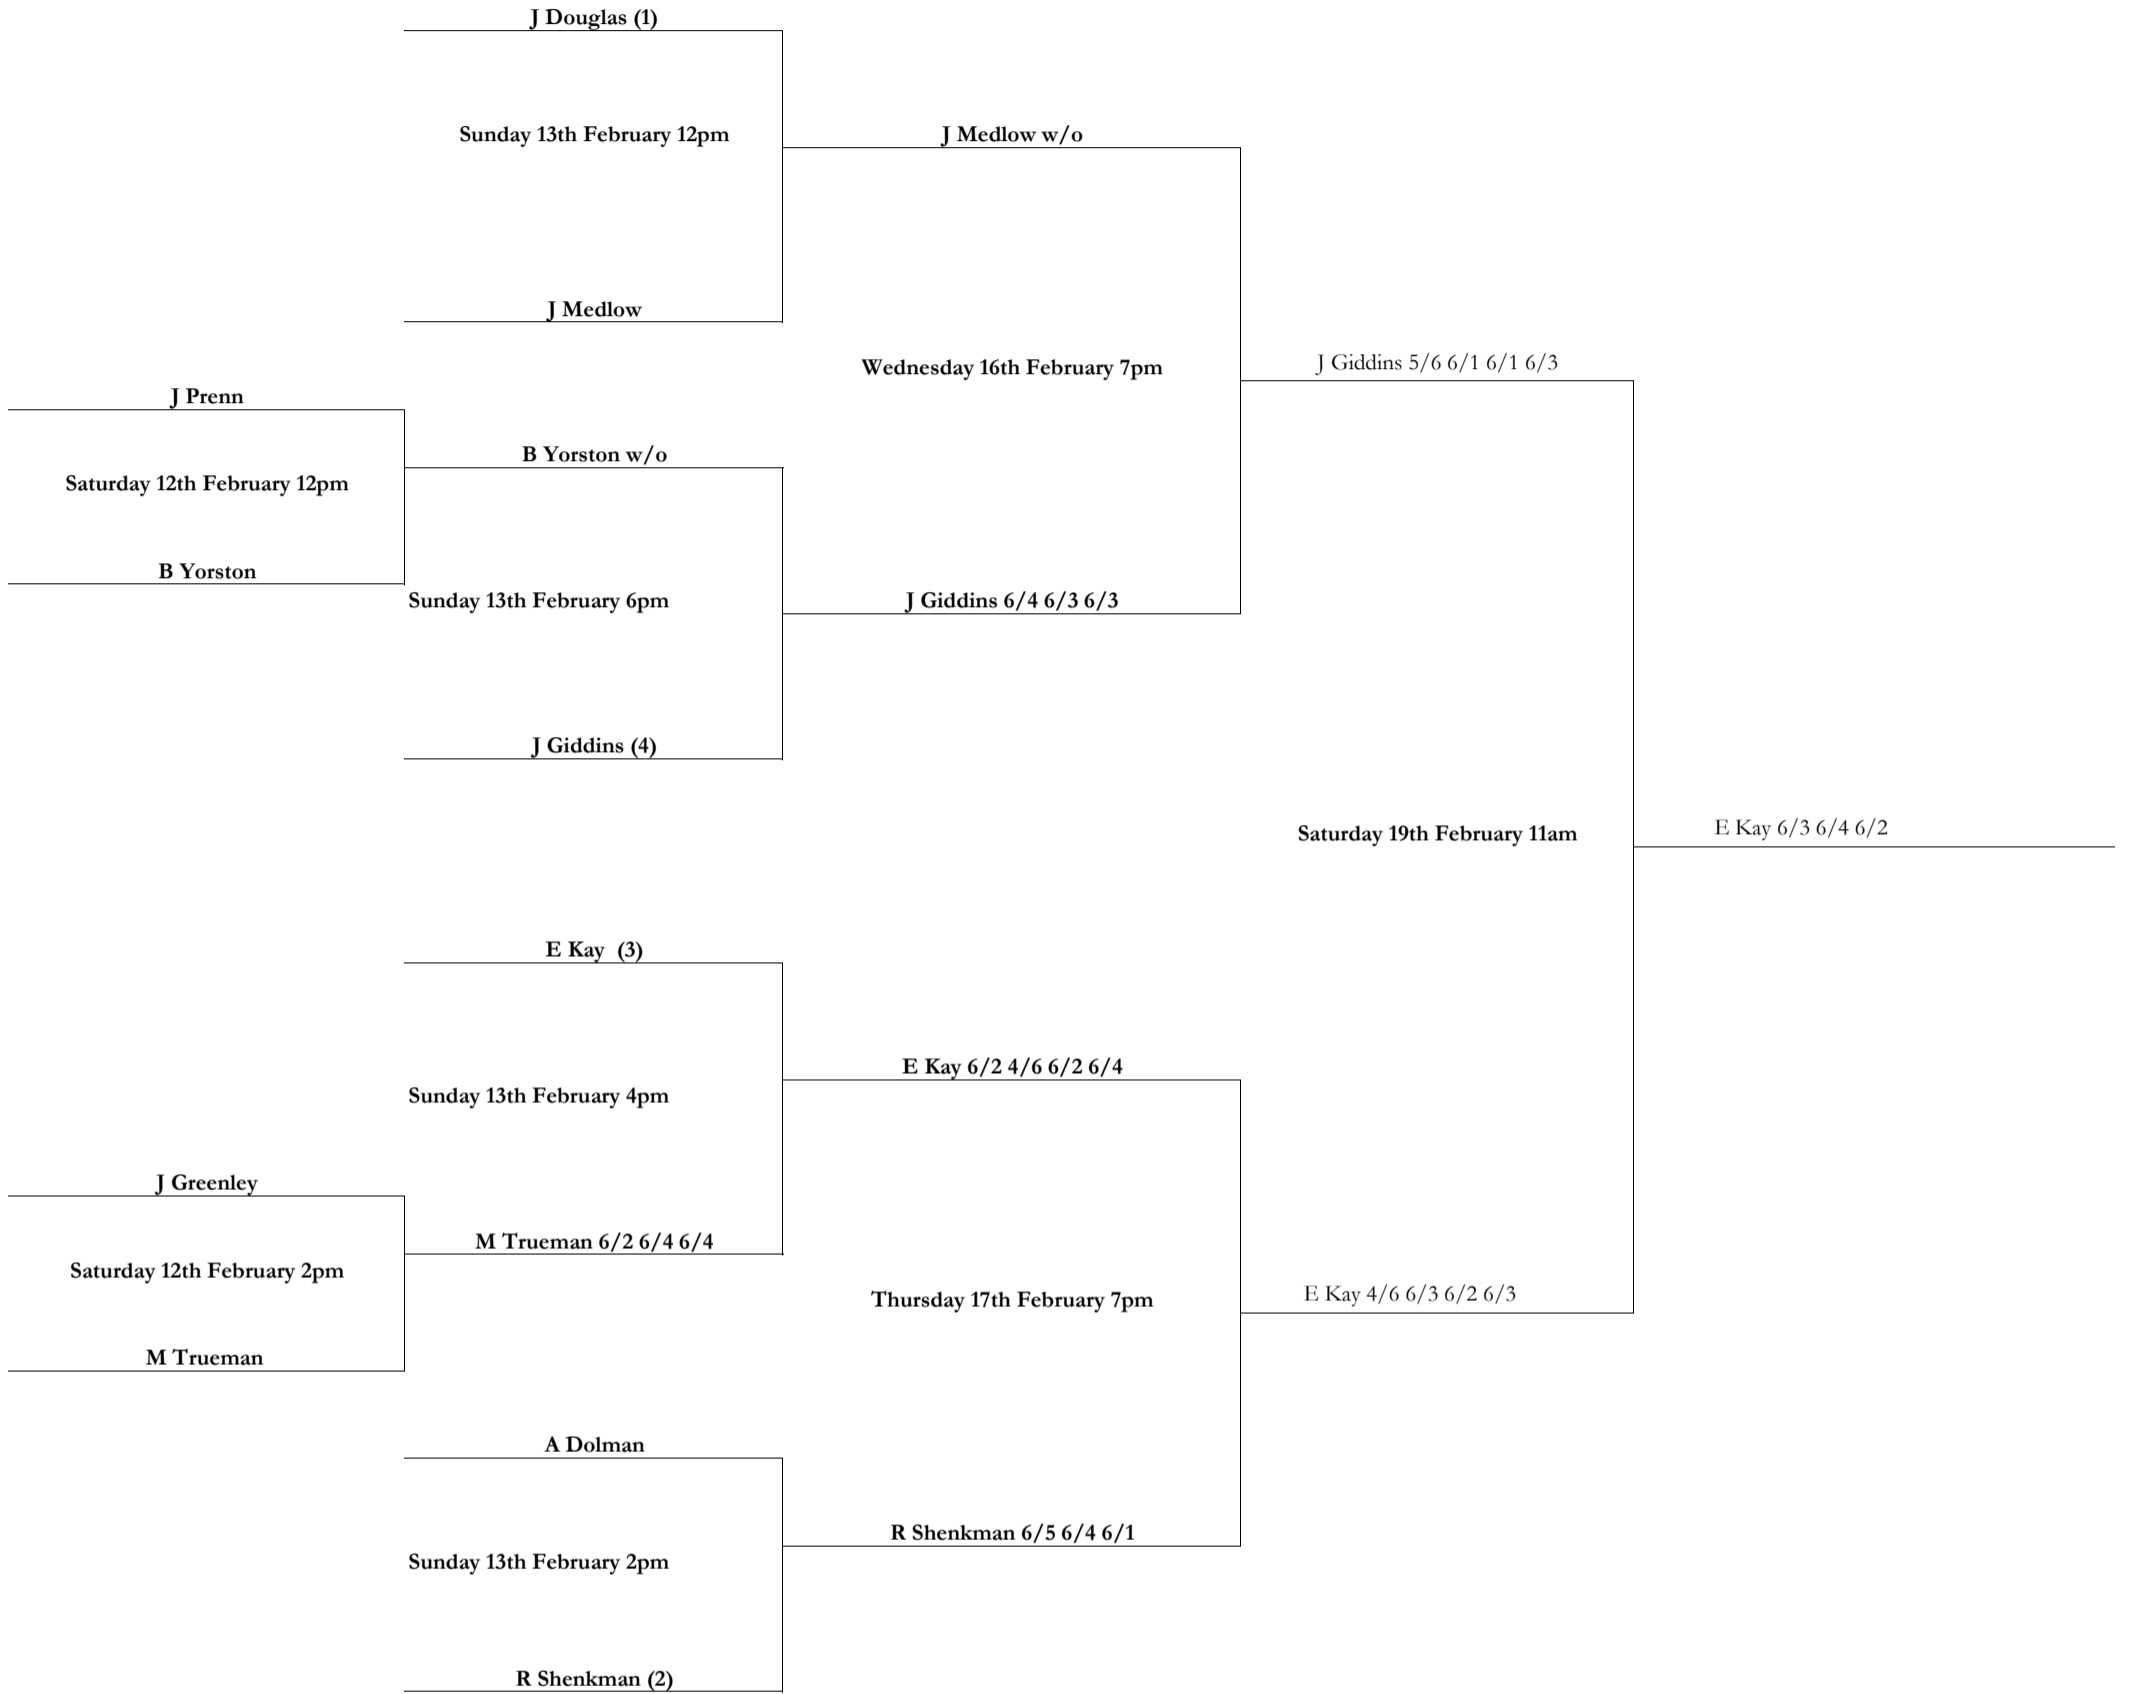 J Douglas (1)
Sunday 13th February 12pm
J Medlow w/o
J Medlow
J Giddins 5/6 6/1 6/1 6/3
Wednesday 16th February 7pm
J Prenn
B Yorston w/o
Saturday 12th February 12pm
B Yorston
Sunday 13th February 6pm
J Giddins 6/4 6/3 6/3
J Giddins (4)
E Kay 6/3 6/4 6/2
Saturday 19th February 11am
E Kay (3)
E Kay 6/2 4/6 6/2 6/4
Sunday 13th February 4pm
J Greenley
M Trueman 6/2 6/4 6/4
Saturday 12th February 2pm
E Kay 4/6 6/3 6/2 6/3
Thursday 17th February 7pm
M Trueman
A Dolman
R Shenkman 6/5 6/4 6/1
Sunday 13th February 2pm
R Shenkman (2)